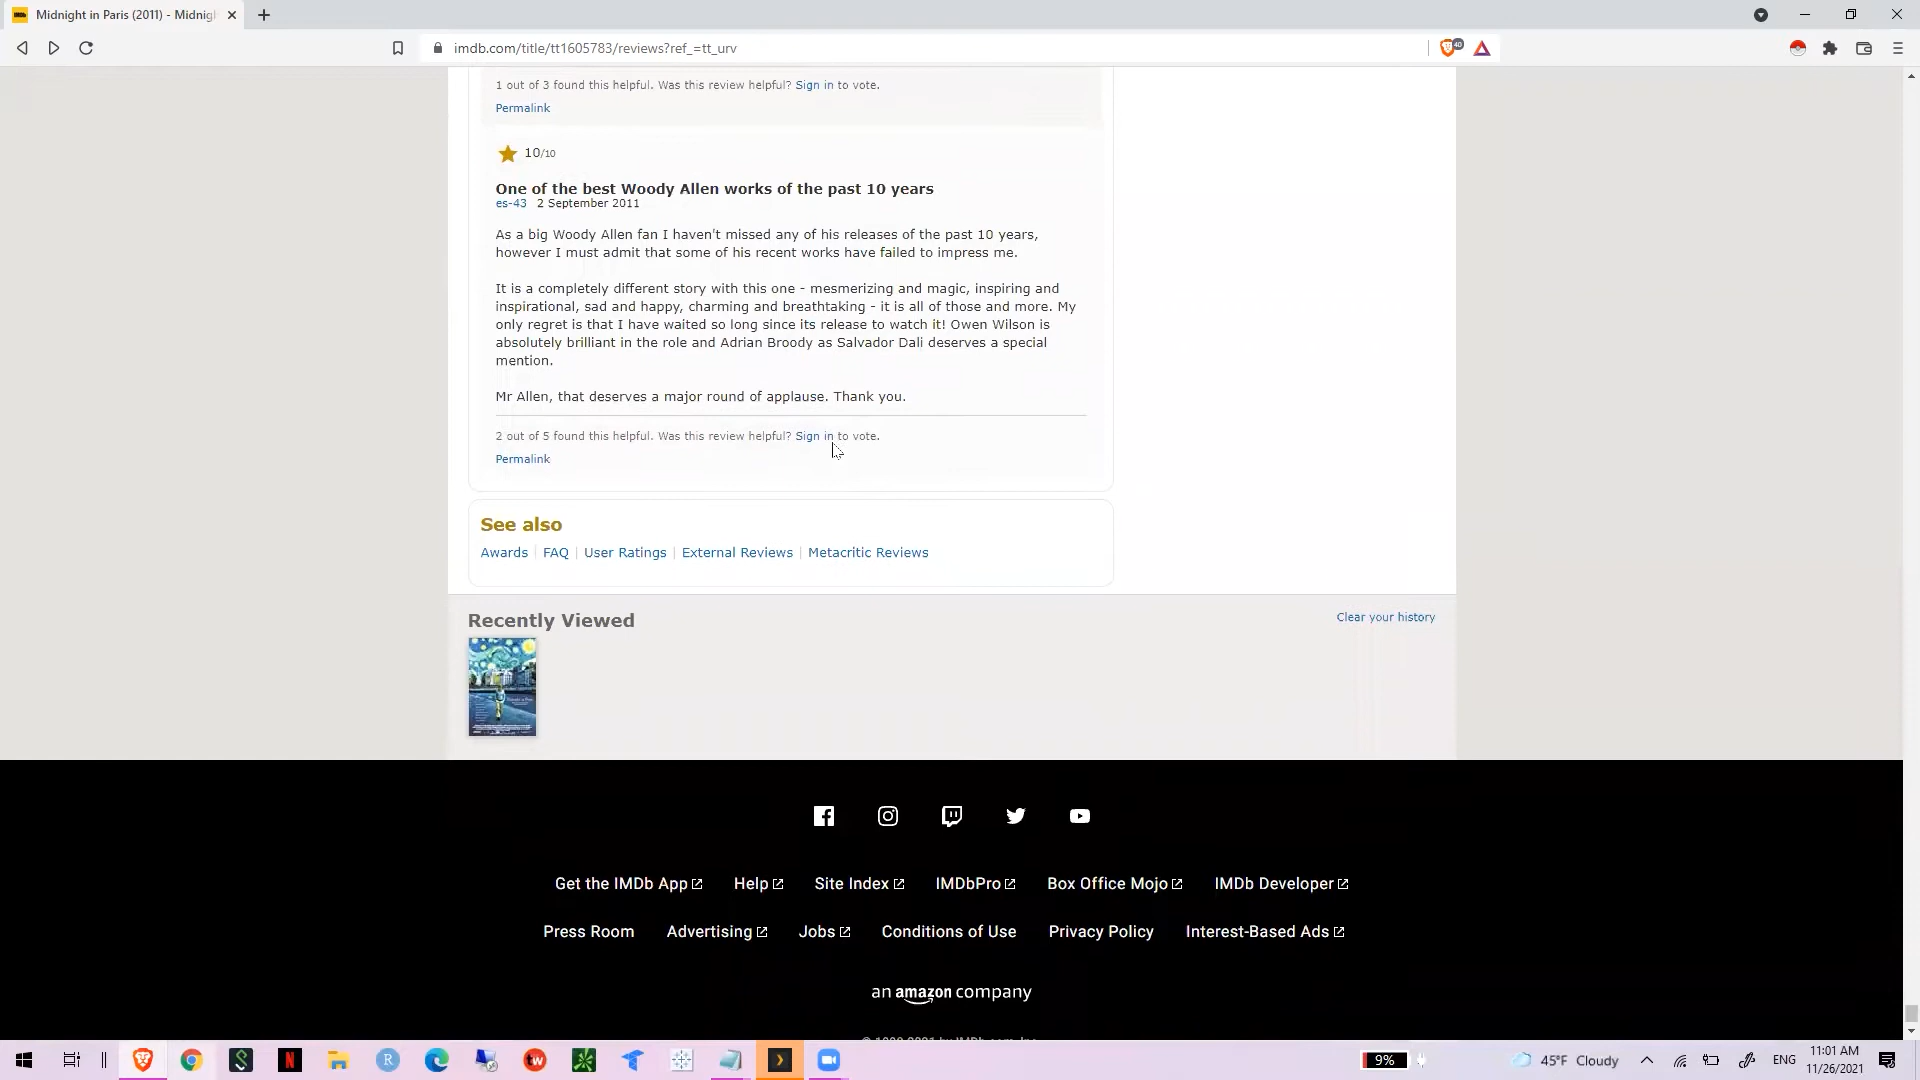 Midnight in Paris (2011) - Midnig
imdb.com/title/tt1605783/reviews?ref_=tt_urv
40
1 out of 3 found this helpful. Was this review helpful? Sign in to vote.
Permalink
10/10
One of the best Woody Allen works of the past 10 years
es-43 2 September 2011
As a big Woody Allen fan I haven't missed any of his releases of the past 10 years,
however I must admit that some of his recent works have failed to impress me.
It is a completely different story with this one - mesmerizing and magic, inspiring and
inspirational, sad and happy, charming and breathtaking - it is all of those and more. My
only regret is that I have waited so long since its release to watch it! Owen Wilson is
absolutely brilliant in the role and Adrian Broody as Salvador Dali deserves a special
mention.
Mr Allen, that deserves a major round of applause. Thank you.
2 out of 5 found this helpful. Was this review helpful? Sign in to vote.
Permalink
See also
Awards | FAQ | User Ratings | External Reviews | Metacritic Reviews
Recently Viewed
Clear your history
Get the IMDb App Help Site Index IMDbPro Box Office Mojo IMDb Developer
Press Room Advertising Jobs Conditions of Use Privacy Policy Interest-Based Ads
an amazon company
9%
45°F Cloudy
ENG
11:01 AM
11/26/2021